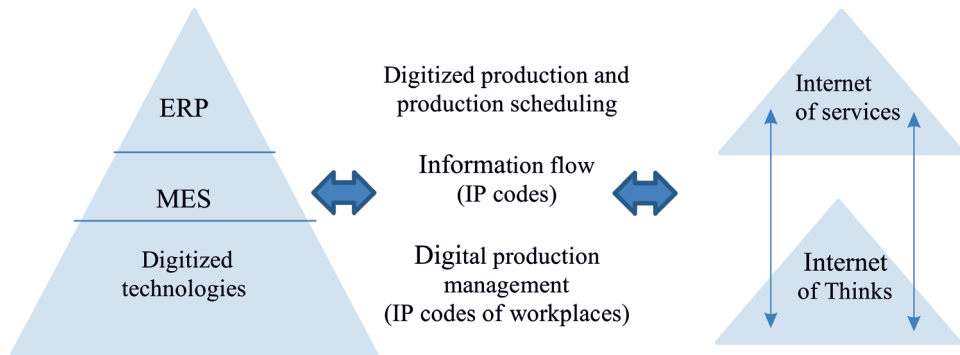 ERP
MES
Digitized
technologies
Digitized production and
production scheduling
Information flow
(IP codes)
Digital production
management
(IP codes of workplaces)
Internet
of services
Internet
of Thinks